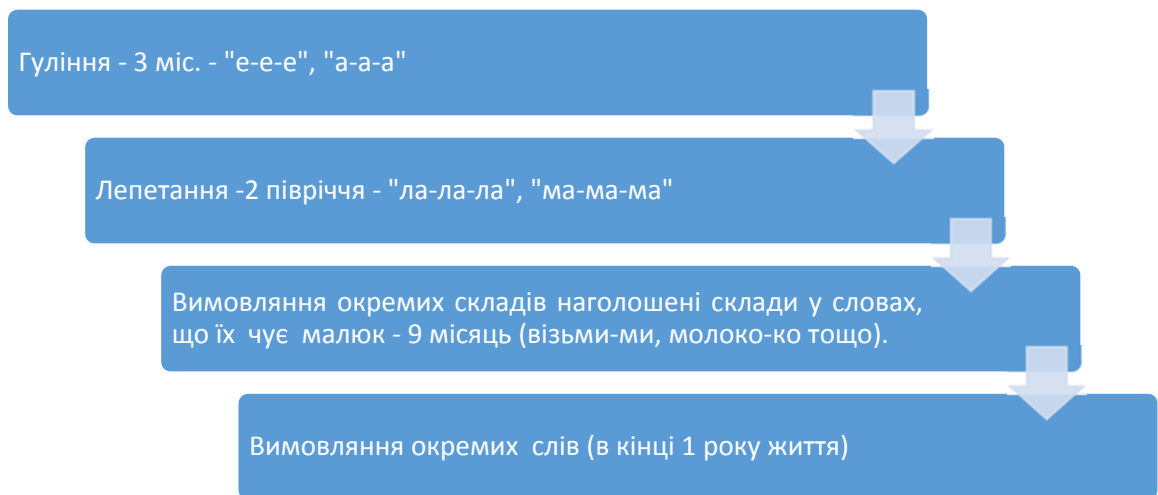 Гуління - 3 міс. - "е-е-е", "а-а-а"
Лепетання -2 півріччя - "ла-ла-ла", "ма-ма-ма"
Вимовляння окремих складів наголошені склади у словах,
що їх чує малюк - 9 місяць (візьми-ми, молоко-ко тощо).
Вимовляння окремих слів (в кінці 1 року життя)